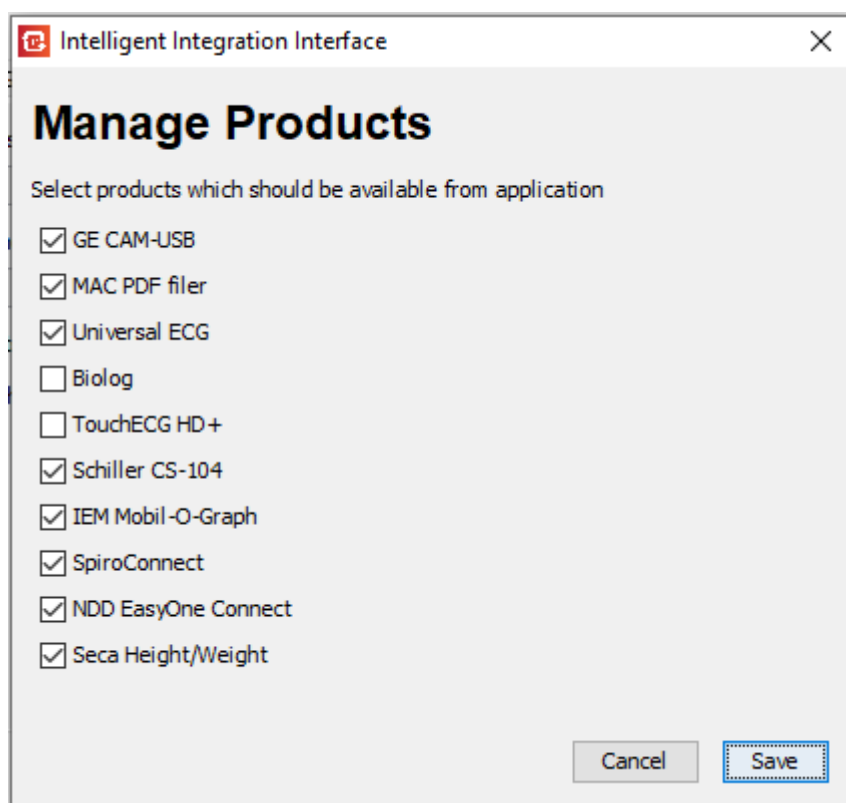 Intelligent Integration Interface
Manage Products
Select products which should be available from application
GE CAM-USB
MAC PDF filer
Universal ECG
Biolog
TouchECG HD+
Schiller CS-104
IEM Mobil-O-Graph
SpiroConnect
NDD EasyOne Connect
Seca Height/Weight
Cancel Save